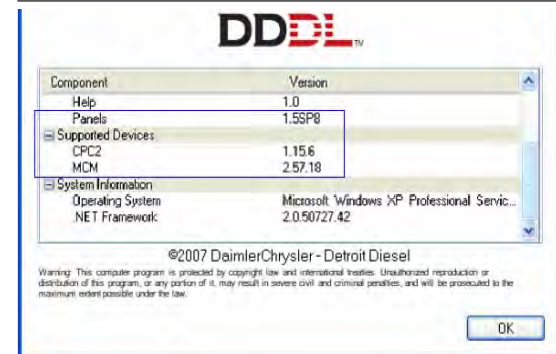 DDDL™
Component Version
Help 1.0
Panels 1.5SP8
Supported Devices
CPC2 1.15.6
MCM 2.57.18
System Information
Operating System Microsoft Windows XP Professional Servic...
.NET Framework 2.0.50727.42
©2007 DaimlerChrysler - Detroit Diesel
Warning: This computer program is protected by copyright law and international treaties. Unauthorized reproduction or
distribution of this program, or any portion of it, may result in severe civil and criminal penalties, and will be prosecuted to the
maximum extent possible under the law.
OK